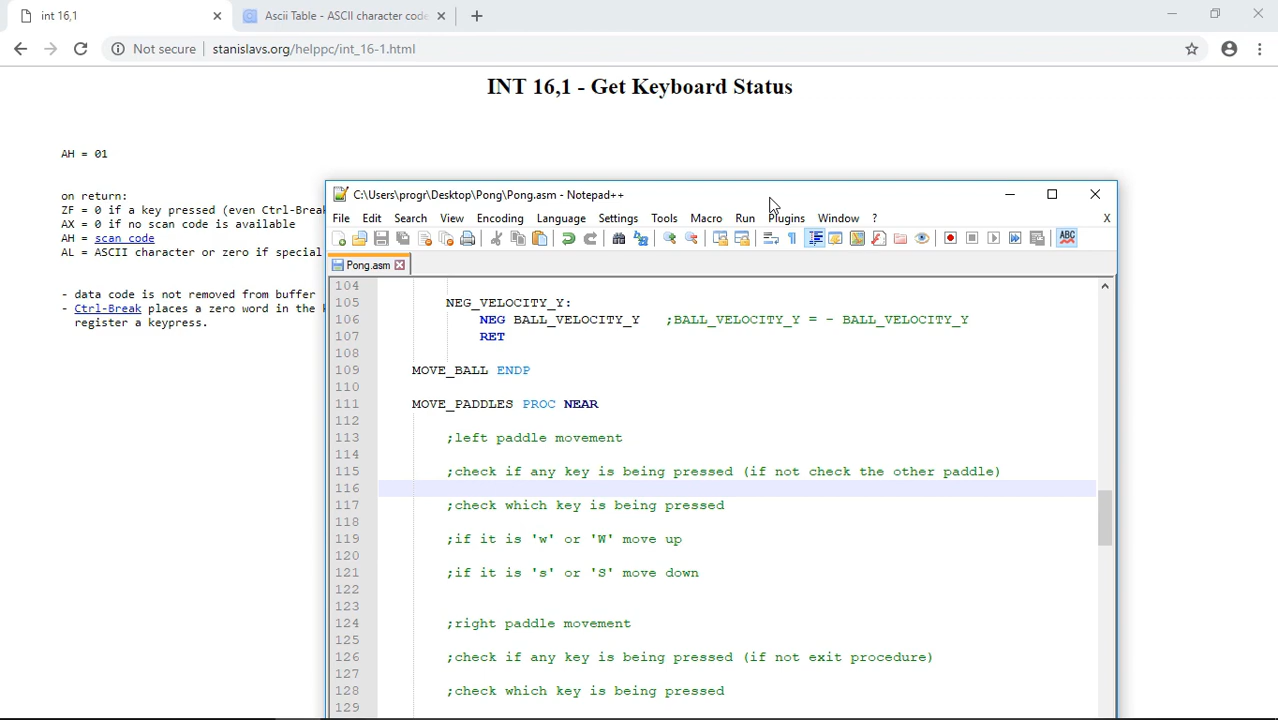 int 16,1
Ascii Table - ASCII character code
Not secure
stanislavs.org/helppc/int_16-1.html
INT 16,1 - Get Keyboard Status
AH = 01
on return:
ZF = 0 if a key pressed (even Ctrl-Break
AX = 0 if no scan code is available
AH = scan code
AL = ASCII character or zero if special
- data code is not removed from buffer
- Ctrl-Break places a zero word in the
register a keypress.
C:\Users\progr\Desktop\Pong\Pong.asm - Notepad++
File Edit Search View Encoding Language Settings Tools Macro Run Plugins Window ? X
ABC
Pong.asm
104
105 NEG_VELOCITY_Y:
106 NEG BALL_VELOCITY_Y ;BALL_VELOCITY_Y = - BALL_VELOCITY_Y
107 RET
108
109 MOVE_BALL ENDP
110
111 MOVE_PADDLES PROC NEAR
112
113 ;left paddle movement
114
115 ;check if any key is being pressed (if not check the other paddle)
116
117 ;check which key is being pressed
118
119 ;if it is 'w' or 'W' move up
120
121 ;if it is 's' or 'S' move down
122
123
124 ;right paddle movement
125
126 ;check if any key is being pressed (if not exit procedure)
127
128 ;check which key is being pressed
129